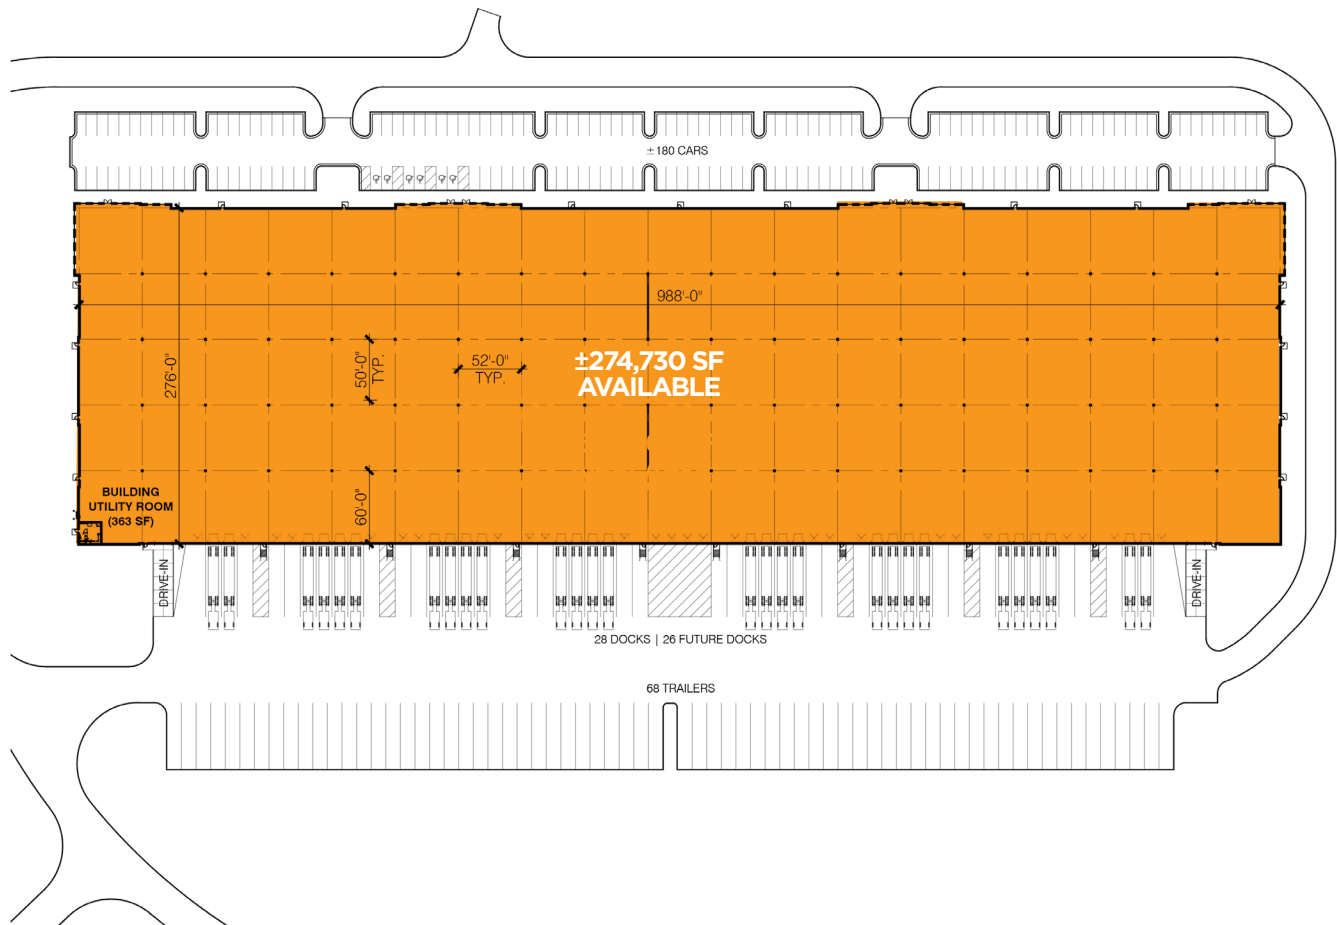 ±180 CARS
988'-0"
276'-0"
50'-0"
TYP.
52'-0"
TYP.
±274,730 SF
AVAILABLE
60'-0"
BUILDING
UTILITY ROOM
(363 SF)
DRIVE-IN
DRIVE-IN
28 DOCKS | 26 FUTURE DOCKS
68 TRAILERS